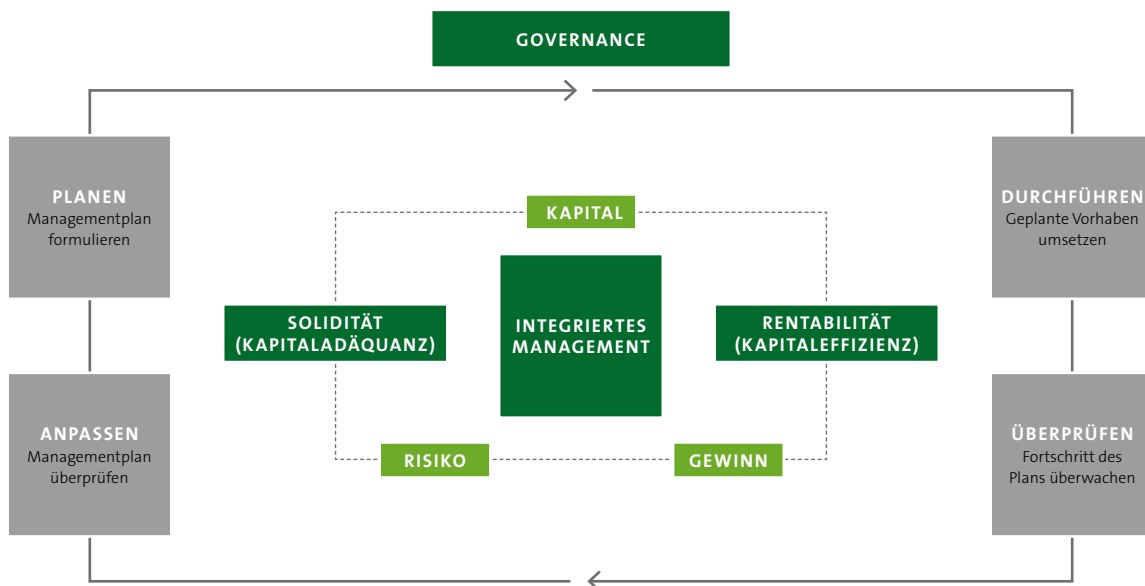 GOVERNANCE
PLANEN
Managementplan
formulieren
DURCHFÜHREN
Geplante Vorhaben
umsetzen
KAPITAL
SOLIDITÄT
(KAPITALADÄQUANZ)
INTEGRIERTES
MANAGEMENT
RENTABILITÄT
(KAPITALEFFIZIENZ)
ANPASSEN
Managementplan
überprüfen
RISIKO
GEWINN
ÜBERPRÜFEN
Fortschritt des
Plans überwachen